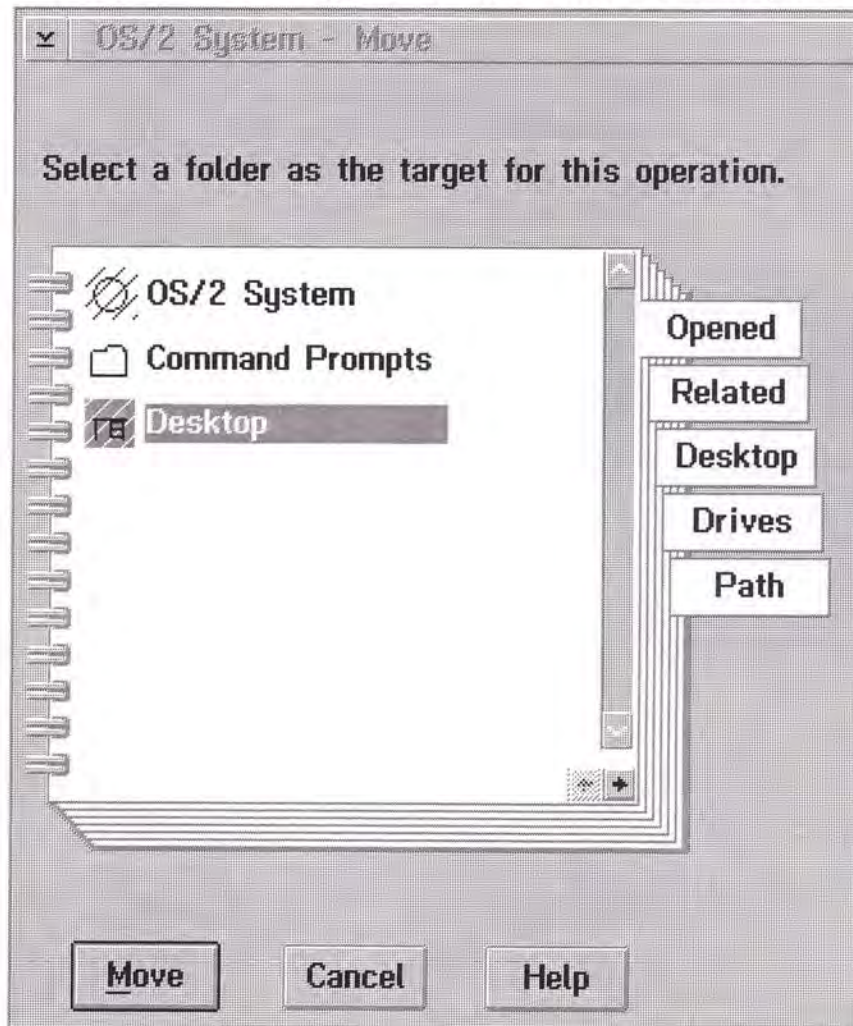 OS/2 System - Move
Select a folder as the target for this operation.
OS/2 System
Command Prompts
Desktop
Opened
Related
Desktop
Drives
Path
Move
Cancel
Help